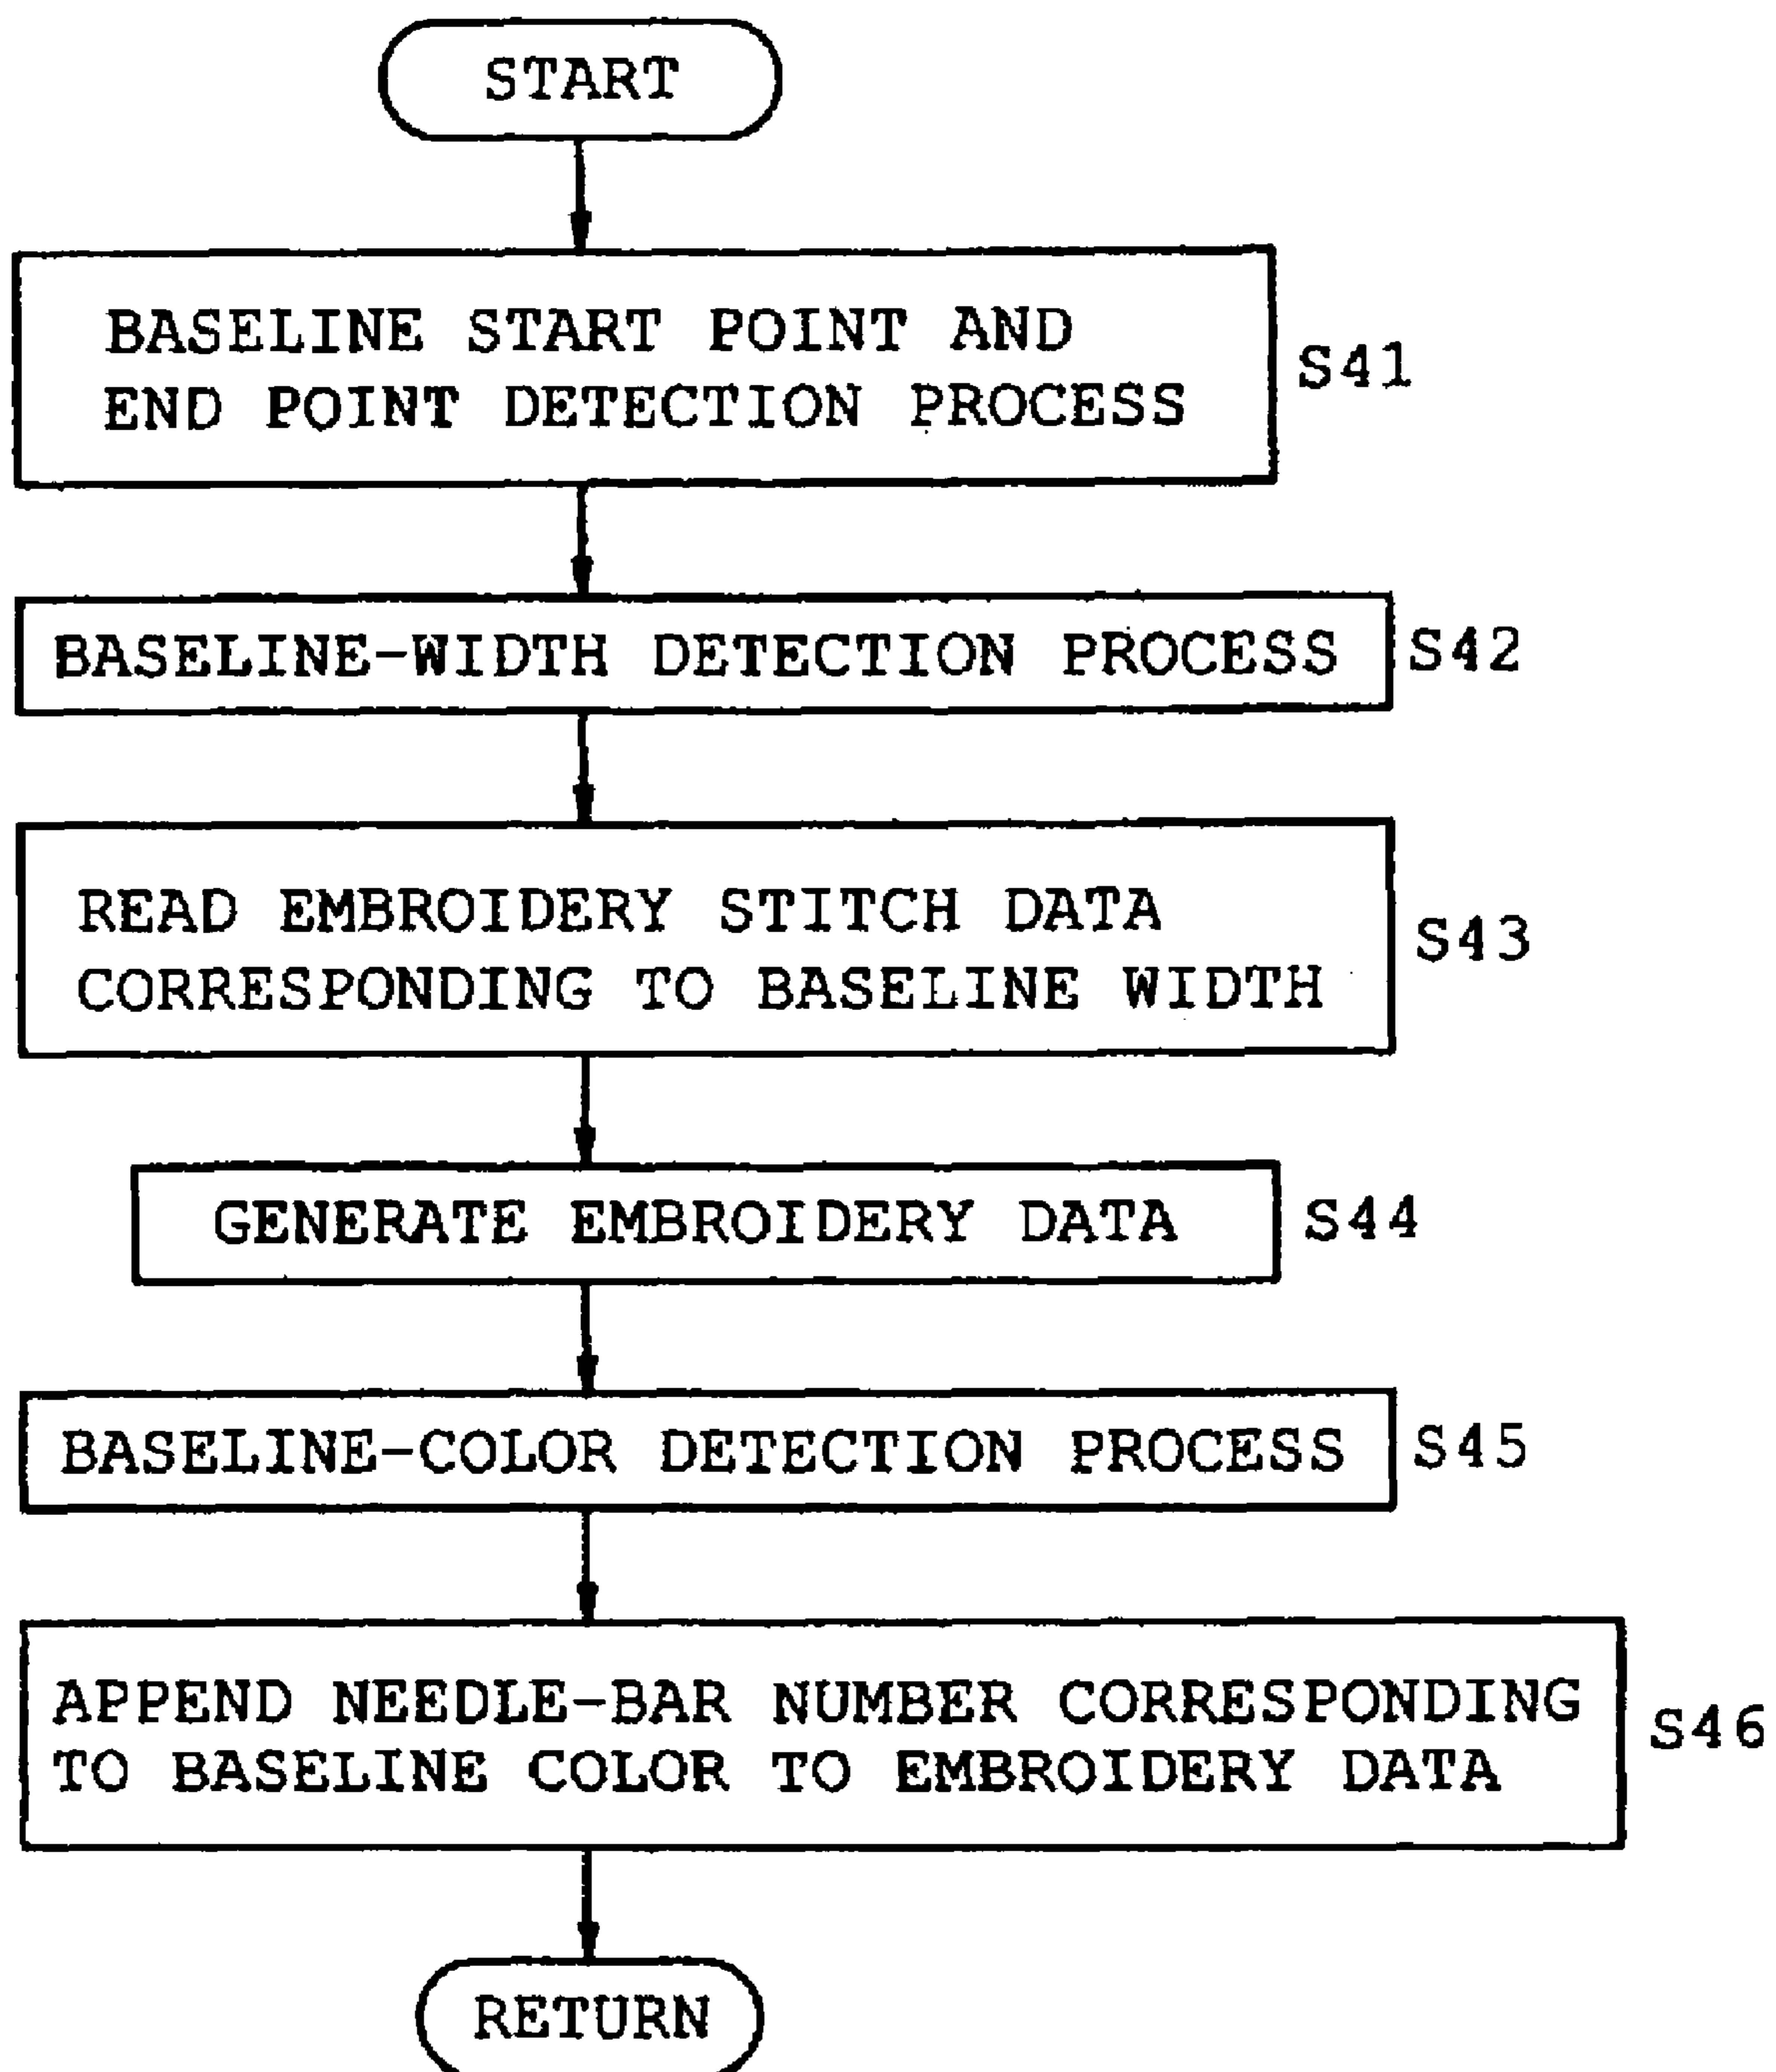 START
BASELINE START POINT AND
END POINT DETECTION PROCESS
S41
BASELINE-WIDTH DETECTION PROCESS
S42
READ EMBROIDERY STITCH DATA
CORRESPONDING TO BASELINE WIDTH
S43
GENERATE EMBROIDERY DATA
S44
BASELINE-COLOR DETECTION PROCESS
S45
APPEND NEEDLE-BAR NUMBER CORRESPONDING
TO BASELINE COLOR TO EMBROIDERY DATA
S46
RETURN